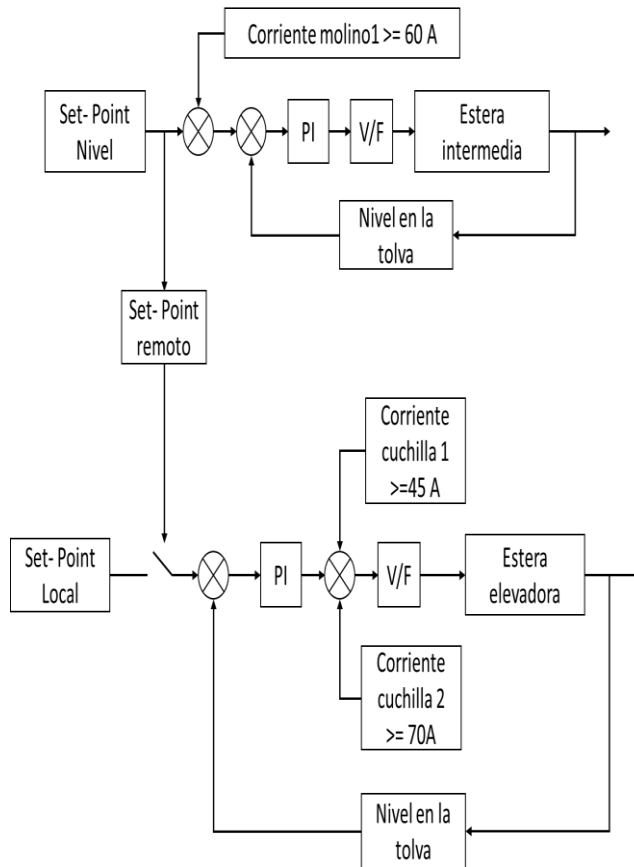 Corriente molino1 >= 60 A
Set- Point
Nivel
PI
V/F
Estera
intermedia
Nivel en la
tolva
Set- Point
remoto
Corriente
cuchilla 1
>=45 A
Set- Point
Local
PI
V/F
Estera
elevadora
Corriente
cuchilla 2
>= 70A
Nivel en la
tolva